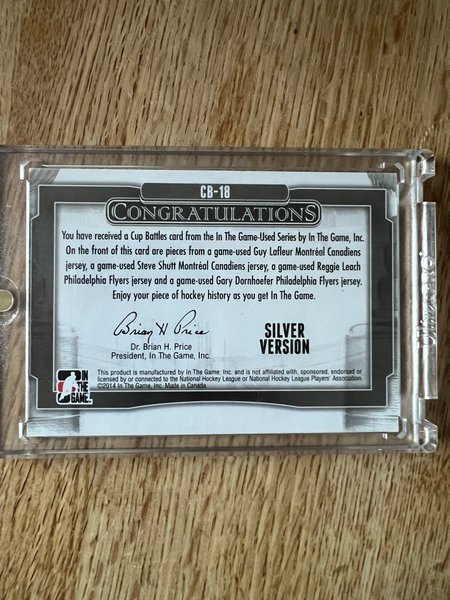 CB-18
CONGRATULATIONS
You have received a Cup Battles card from the In The Game-Used Series by In The Game, Inc.
On the front of this card are pieces from a game-used Guy Lafleur Montréal Canadiens
jersey, a game-used Steve Shutt Montréal Canadiens jersey, a game-used Reggie Leach
Philadelphia Flyers jersey and a game-used Gary Dornhoefer Philadelphia Flyers jersey.
Enjoy your piece of hockey history as you get In The Game.
Brian H Price
Dr. Brian H. Price
President, In The Game, Inc.
SILVER
VERSION
IN
THE
GAME
This product is manufactured by In The Game, Inc. and is not affiliated with, sponsored, endorsed or
licensed by or connected to the National Hockey League or National Hockey League Players' Association.
©2014 In The Game, Inc. Made in Canada.